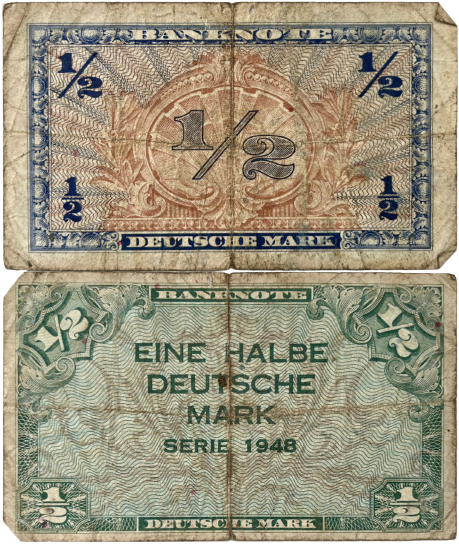 BANKNOTE
1/2 1/2
1/2
1/2 1/2
DEUTSCHE MARK
BANKNOTE
1/2 1/2
EINE HALBE
DEUTSCHE
MARK
SERIE 1948
1/2 1/2
DEUTSCHE MARK